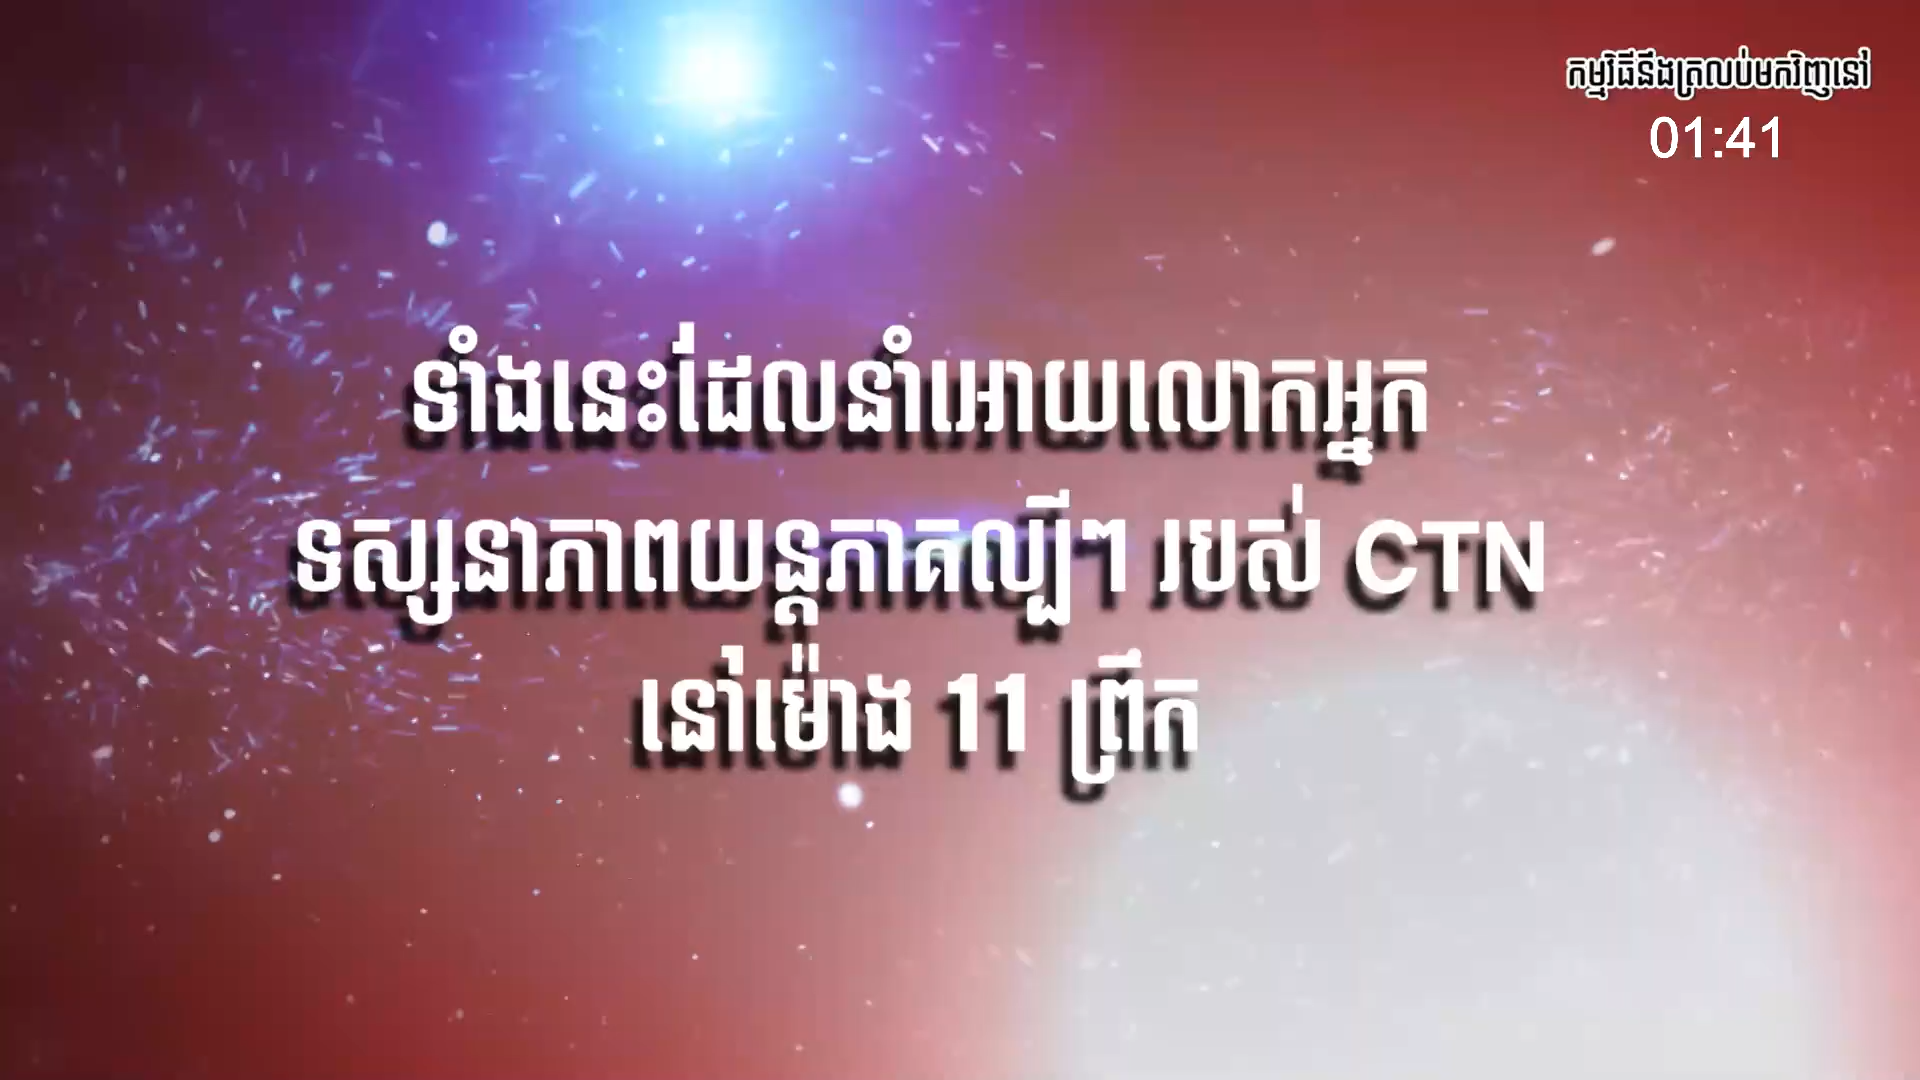 កម្មវិធីនឹងត្រលប់មកវិញនៅ
01:41
ទាំងនេះដែលនាំអោយលោកអ្នក
ទស្សនាភាពយន្តភាគល្បីៗ របស់ CTN
នៅម៉ោង 11 ព្រឹក